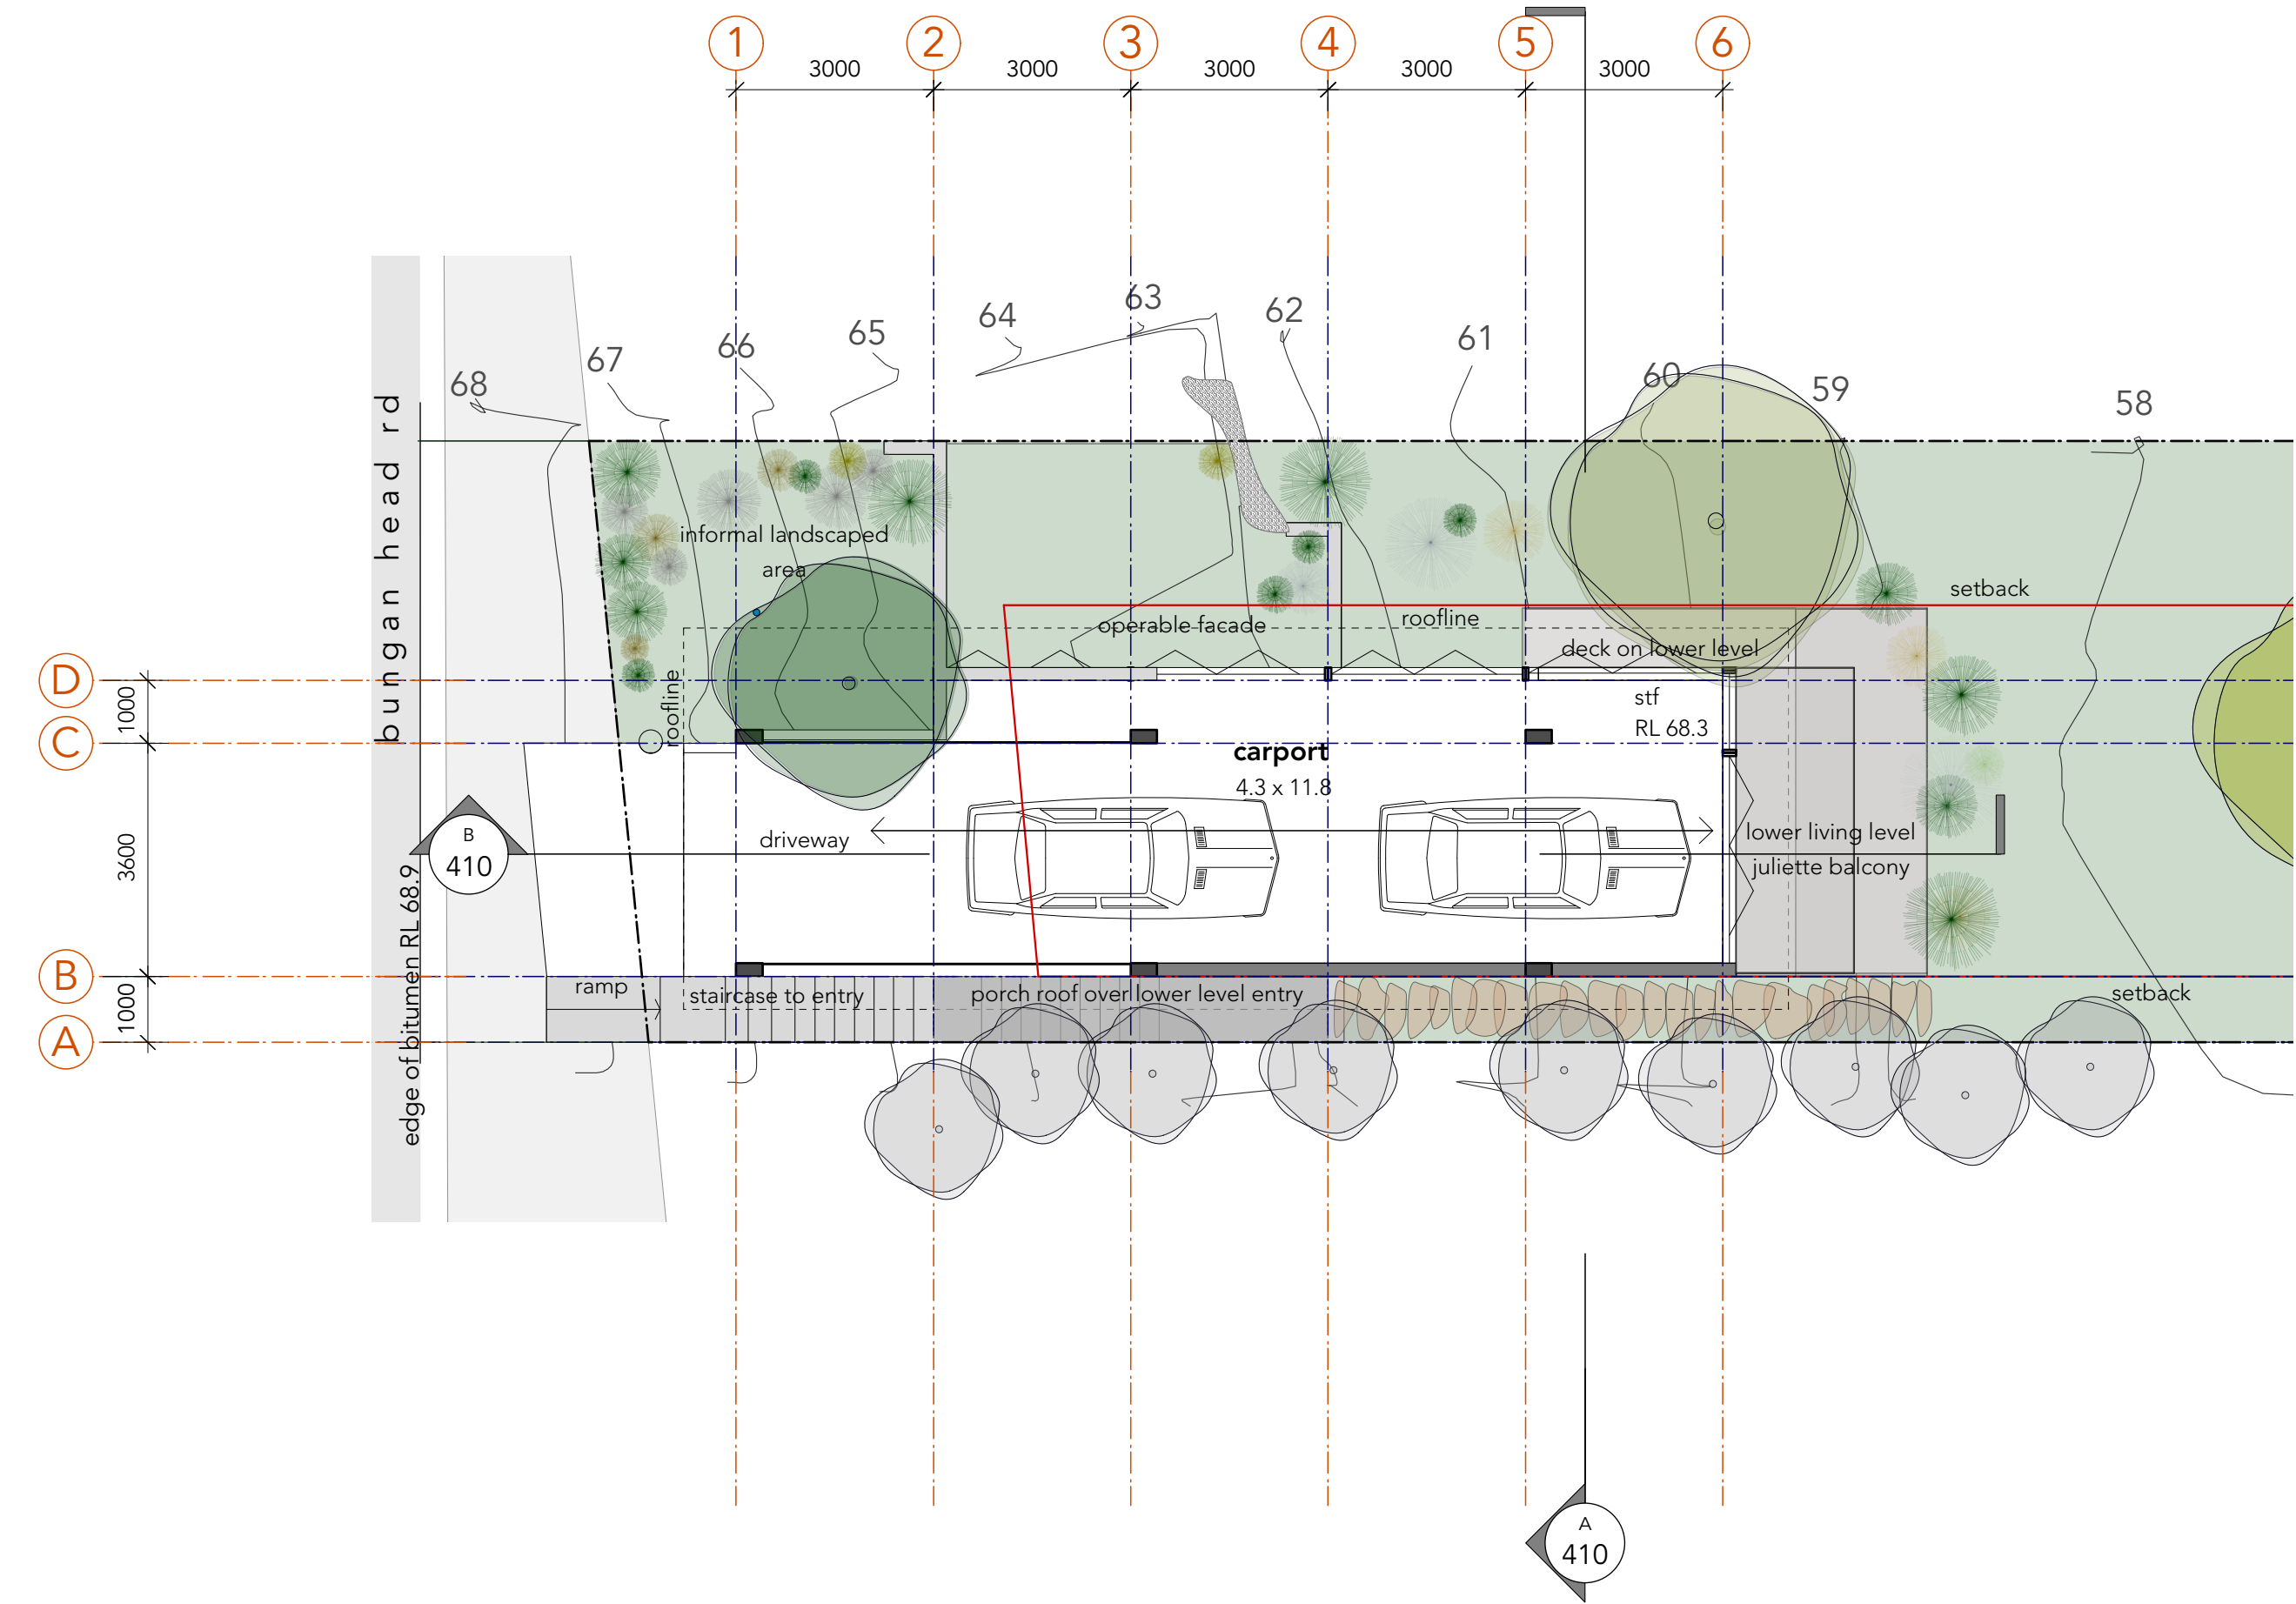 1
2
3
4
5
6
3000
3000
3000
3000
3000
63
62
64
65
61
66
67
60
59
68
58
bungan head rd
informal landscaped
area
setback
operable facade
roofline
deck on lower level
D
1000
roofline
stf
RL 68.3
C
carport
4.3 x 11.8
3600
B
410
driveway
lower living level
juliette balcony
edge of bitumen RL 68.9
B
ramp
staircase to entry
porch roof over lower level entry
setback
1000
A
A
410